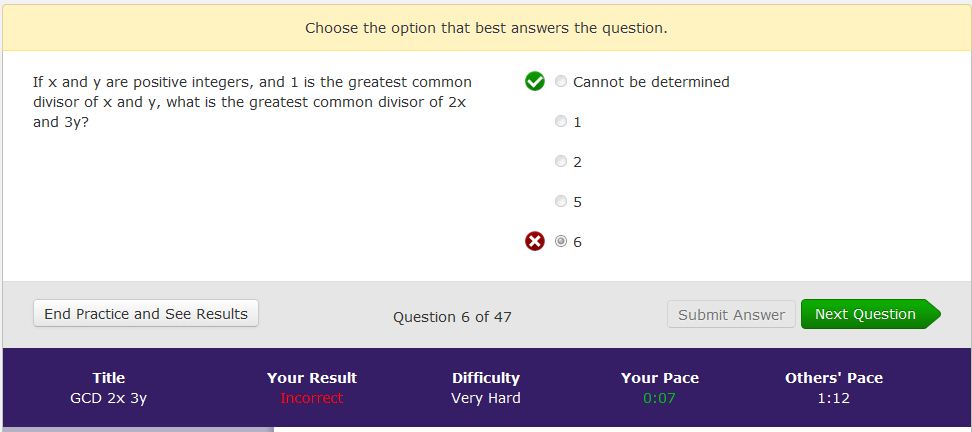 Choose the option that best answers the question.
If x and y are positive integers, and 1 is the greatest common
divisor of x and y, what is the greatest common divisor of 2x
and 3y?
Cannot be determined
1
2
5
6
End Practice and See Results
Question 6 of 47
Submit Answer
Next Question
Title
GCD 2x 3y
Your Result
Incorrect
Difficulty
Very Hard
Your Pace
0:07
Others' Pace
1:12